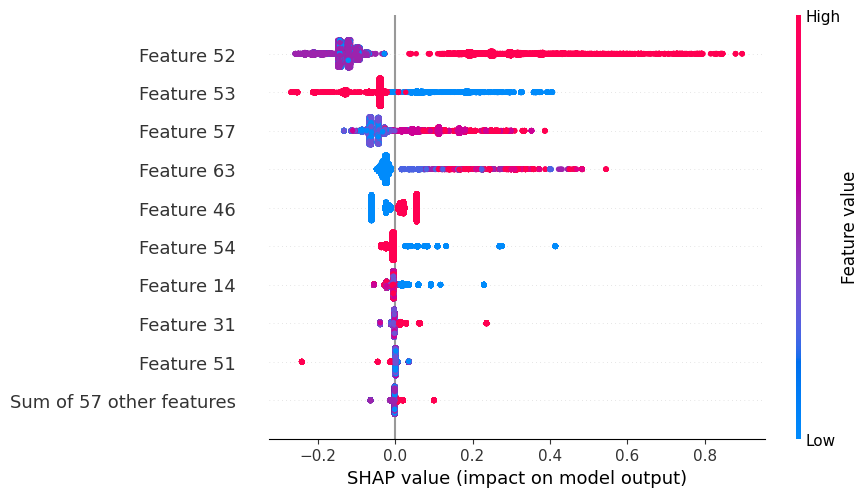 High
Feature 52
Feature 53
Feature 57
Feature 63
Feature 46
Feature 54
Feature 14
Feature 31
Feature 51
Sum of 57 other features
Feature value
Low
−0.2 0.0 0.2 0.4 0.6 0.8
SHAP value (impact on model output)